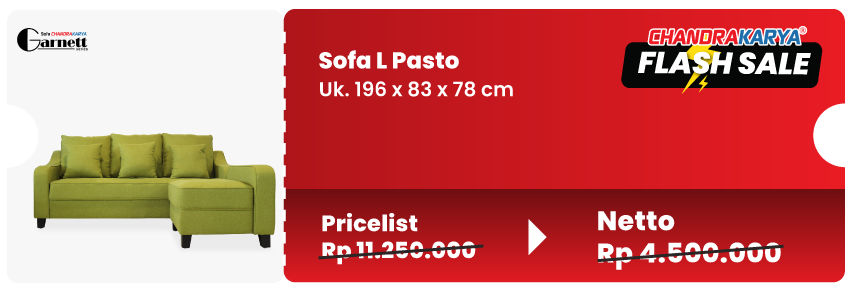 Sofa CHANDRAKARYA
Garnett
SERIES
Sofa L Pasto
Uk. 196 x 83 x 78 cm
CHANDRAKARYA®
FLASH SALE
Pricelist
Rp 11.250.000
Netto
Rp 4.500.000